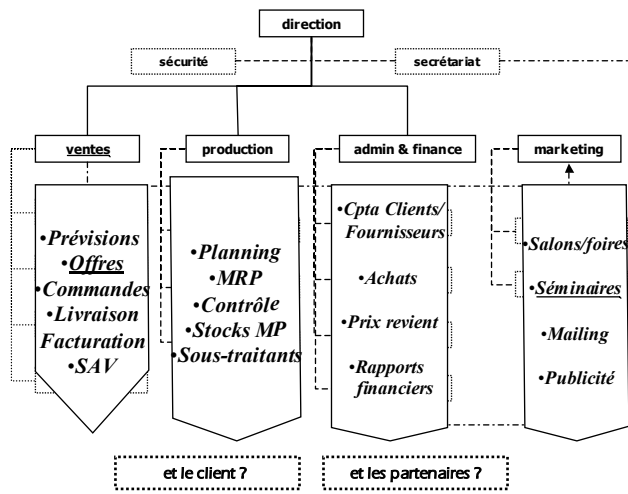 direction
sécurité
secrétariat
ventes
production
admin & finance
marketing
•Prévisions
•Offres
•Commandes
•Livraison
Facturation
•SAV
•Planning
•MRP
•Contrôle
•Stocks MP
•Sous-traitants
•Cpta Clients/
Fournisseurs
•Achats
•Prix revient
•Rapports
financiers
•Salons/foires
•Séminaires
•Mailing
•Publicité
et le client ?
et les partenaires ?